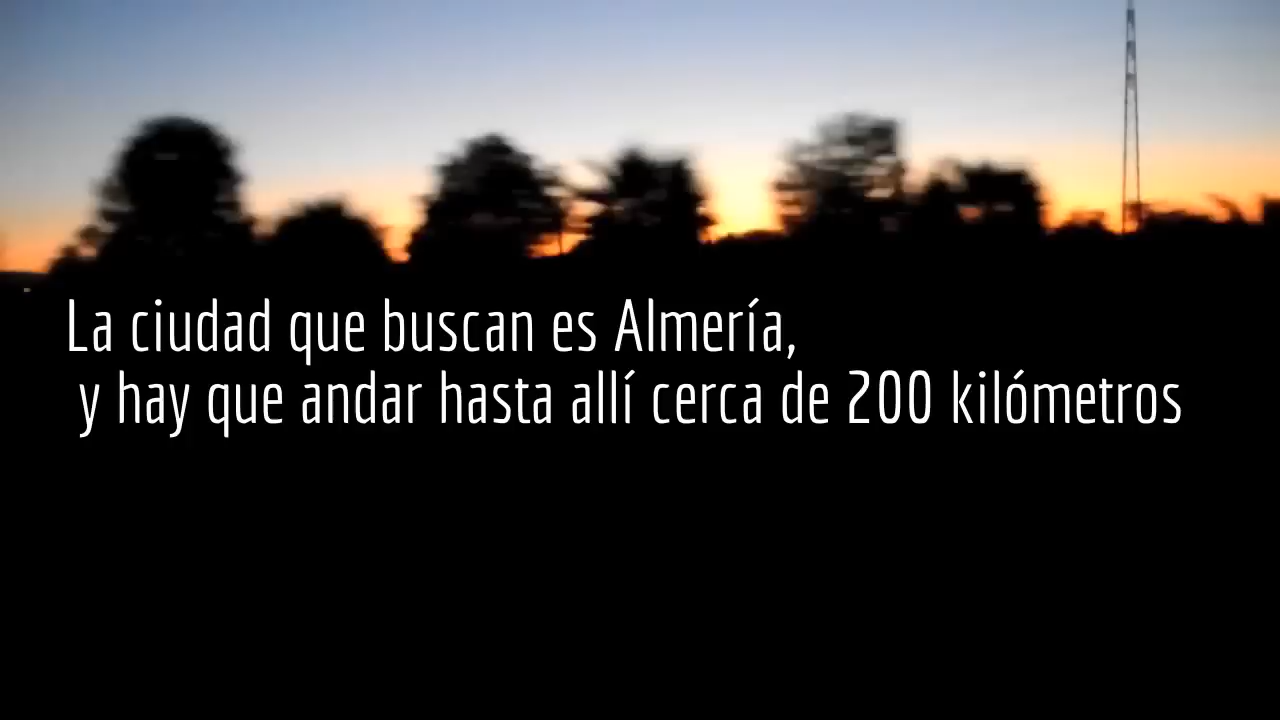 La ciudad que buscan es Almería,
y hay que andar hasta allí cerca de 200 kilómetros